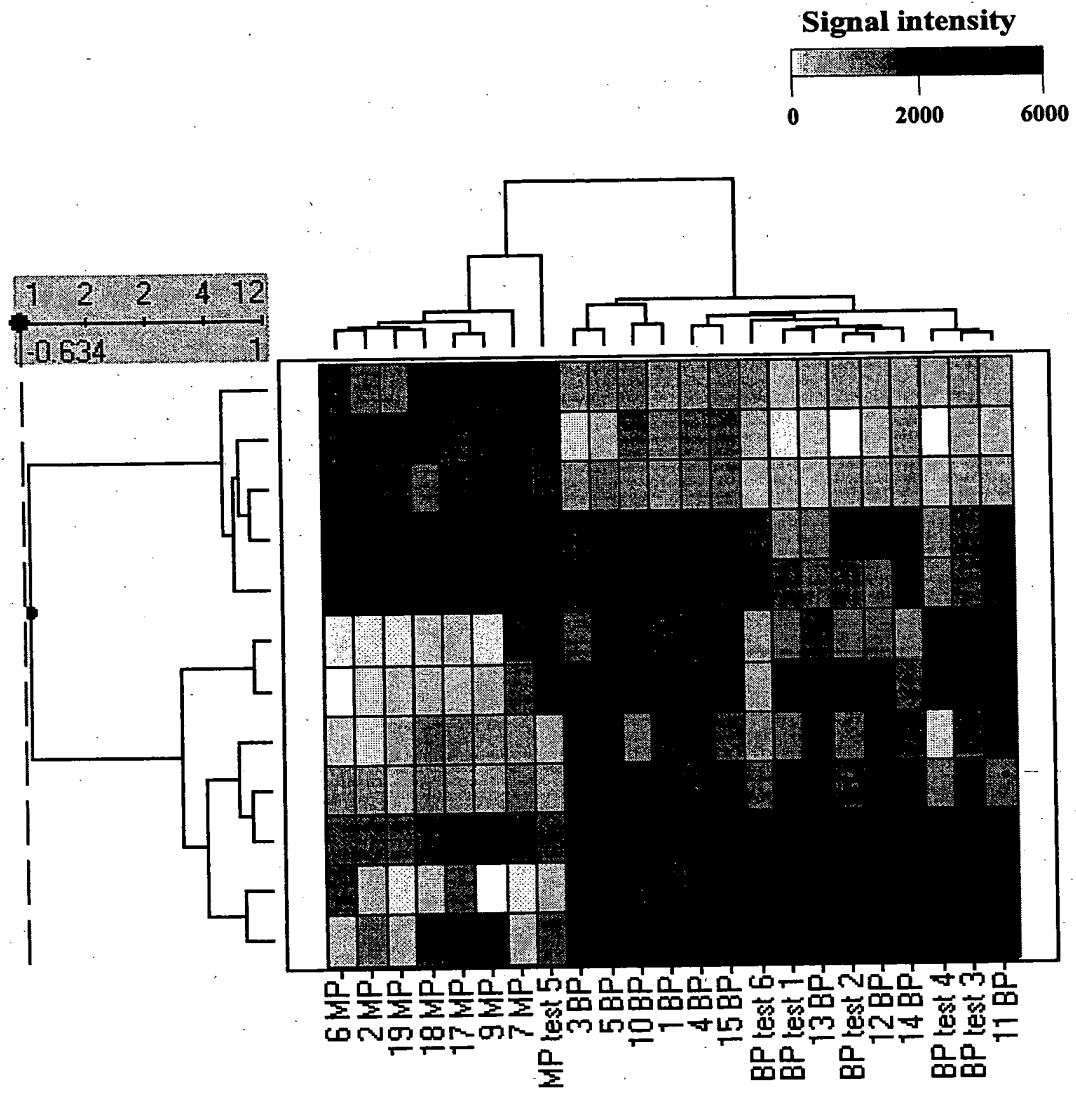 Signal intensity
0 2000 6000
1 2 2 4 12
-0.634 1
6 MP
2 MP
19 MP
18 MP
17 MP
9 MP
7 MP
MP test 5
3 BP
5 BP
10 BP
1 BP
4 BP
15 BP
BP test 6
BP test 1
13 BP
BP test 2
12 BP
14 BP
BP test 4
BP test 3
11 BP